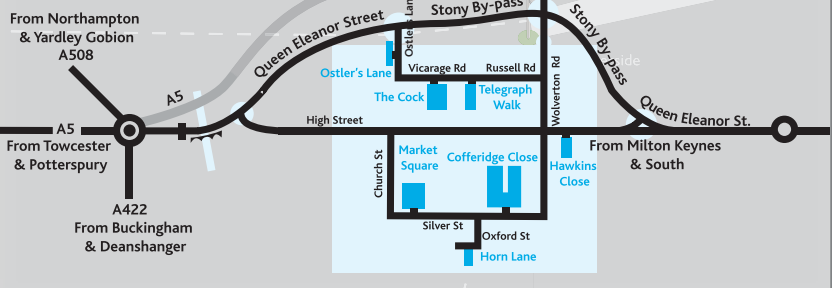 From Northampton
& Yardley Gobion
A508
A5
Queen Eleanor Street
Stony By-pass
Ostler's Lan
Stony By-pass
side
Ostler's Lane
Vicarage Rd
Russell Rd
The Cock
Telegraph
Walk
Wolverton Rd
Queen Eleanor St.
High Street
A5
From Towcester
& Potterspury
From Milton Keynes
& South
Church St
Market
Square
Cofferidge Close
Hawkins
Close
A422
From Buckingham
& Deanshanger
Silver St
Oxford St
Horn Lane